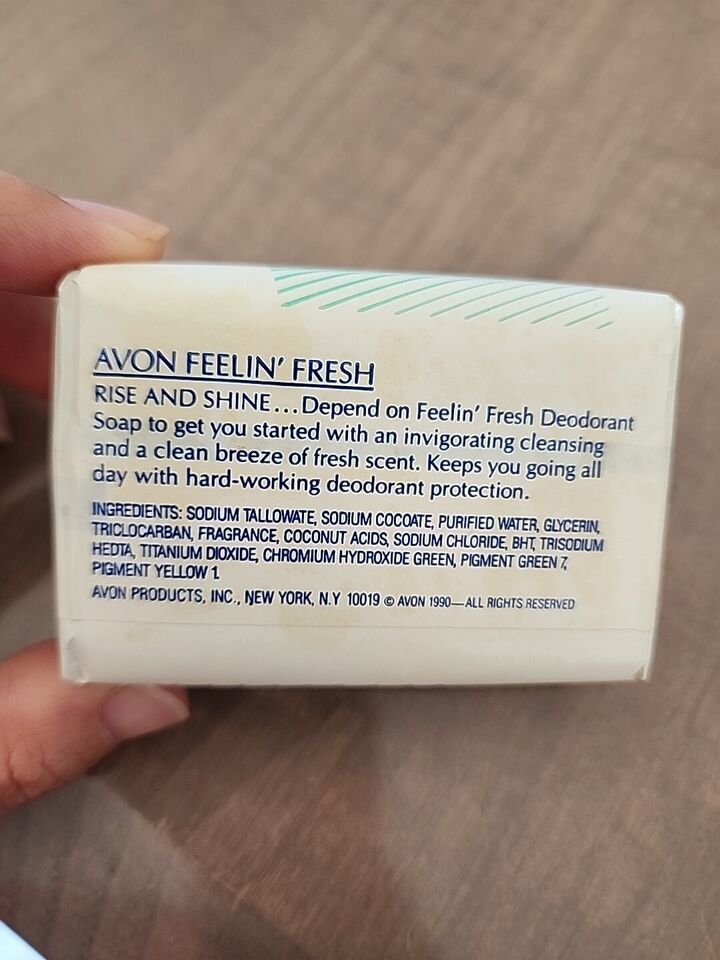 AVON FEELIN' FRESH
RISE AND SHINE... Depend on Feelin' Fresh Deodorant
Soap to get you started with an invigorating cleansing
and a clean breeze of fresh scent. Keeps you going all
day with hard-working deodorant protection.
INGREDIENTS: SODIUM TALLOWATE, SODIUM COCOATE, PURIFIED WATER, GLYCERIN,
TRICLOCARBAN, FRAGRANCE, COCONUT ACIDS, SODIUM CHLORIDE, BHT, TRISODIUM
HEDTA, TITANIUM DIOXIDE, CHROMIUM HYDROXIDE GREEN, PIGMENT GREEN 7,
PIGMENT YELLOW 1.
AVON PRODUCTS, INC., NEW YORK, N.Y 10019 © AVON 1990—ALL RIGHTS RESERVED